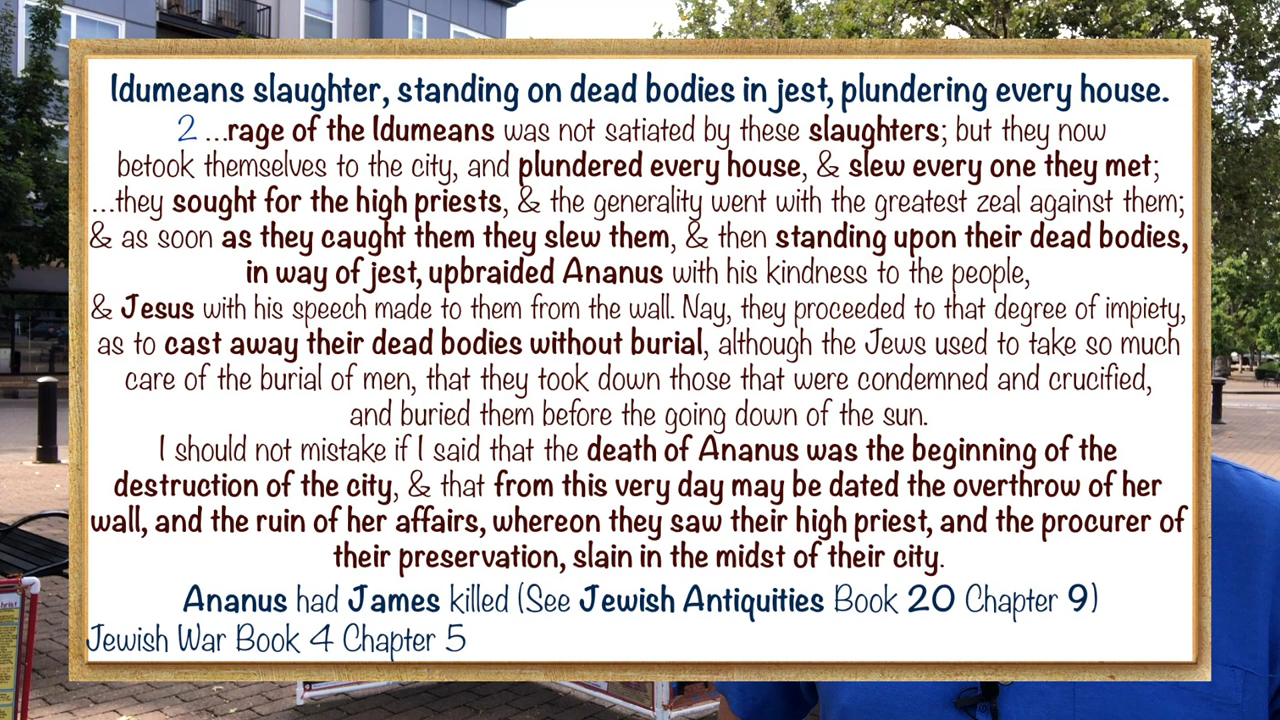 Idumeans slaughter, standing on dead bodies in jest, plundering every house.
2 ...rage of the Idumeans was not satiated by these slaughters; but they now
betook themselves to the city, and plundered every house, & slew every one they met;
...they sought for the high priests, & the generality went with the greatest zeal against them;
& as soon as they caught them they slew them, & then standing upon their dead bodies,
in way of jest, upbraided Ananus with his kindness to the people,
& Jesus with his speech made to them from the wall. Nay, they proceeded to that degree of impiety,
as to cast away their dead bodies without burial, although the Jews used to take so much
care of the burial of men, that they took down those that were condemned and crucified,
and buried them before the going down of the sun.
I should not mistake if I said that the death of Ananus was the beginning of the
destruction of the city, & that from this very day may be dated the overthrow of her
wall, and the ruin of her affairs, whereon they saw their high priest, and the procurer of
their preservation, slain in the midst of their city.
Ananus had James killed (See Jewish Antiquities Book 20 Chapter 9)
Jewish War Book 4 Chapter 5